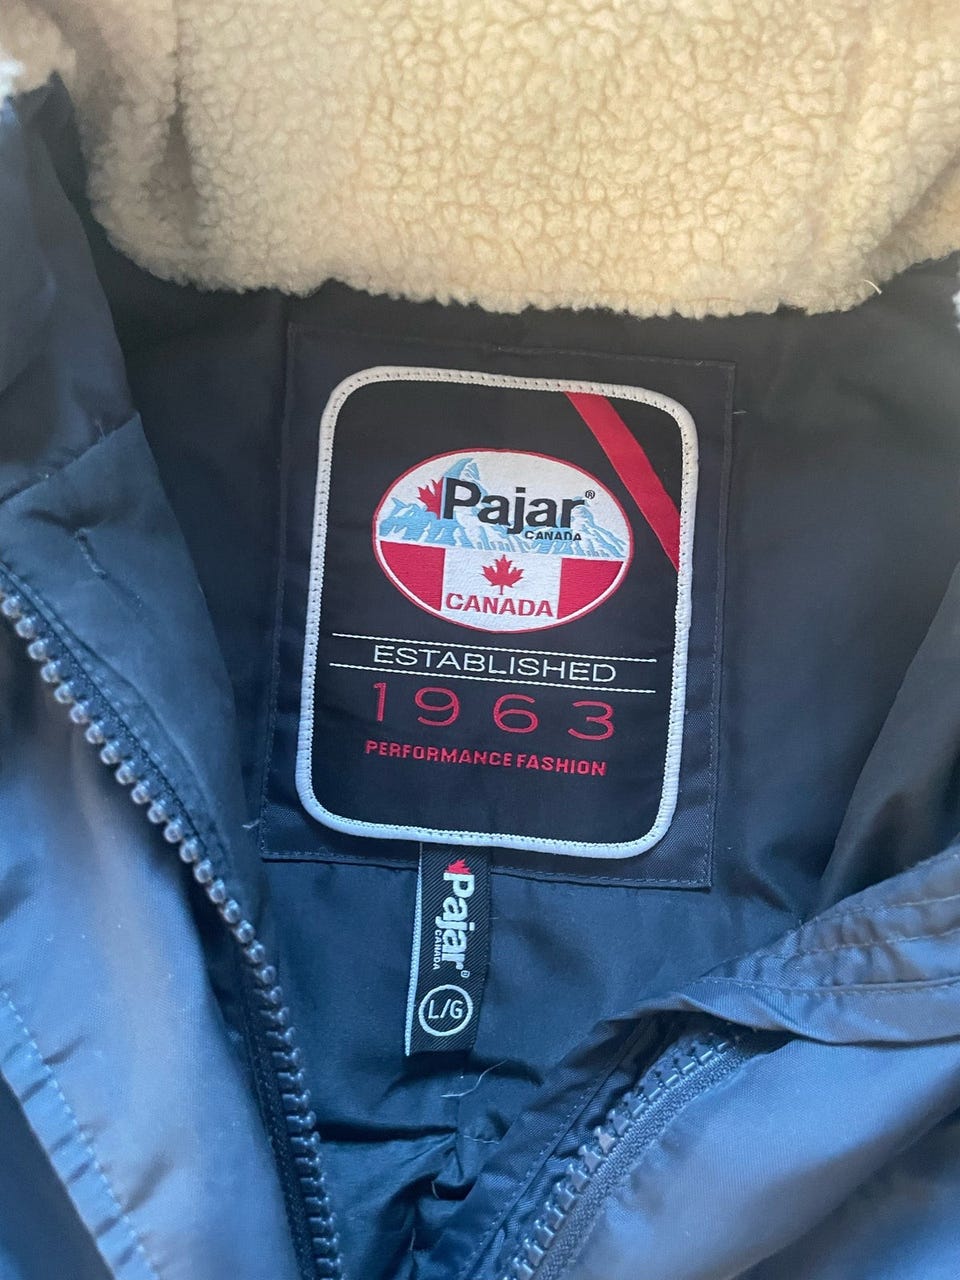 Pajar®
CANADA
CANADA
ESTABLISHED
1963
PERFORMANCE FASHION
Pajar®
CANADA
L/G